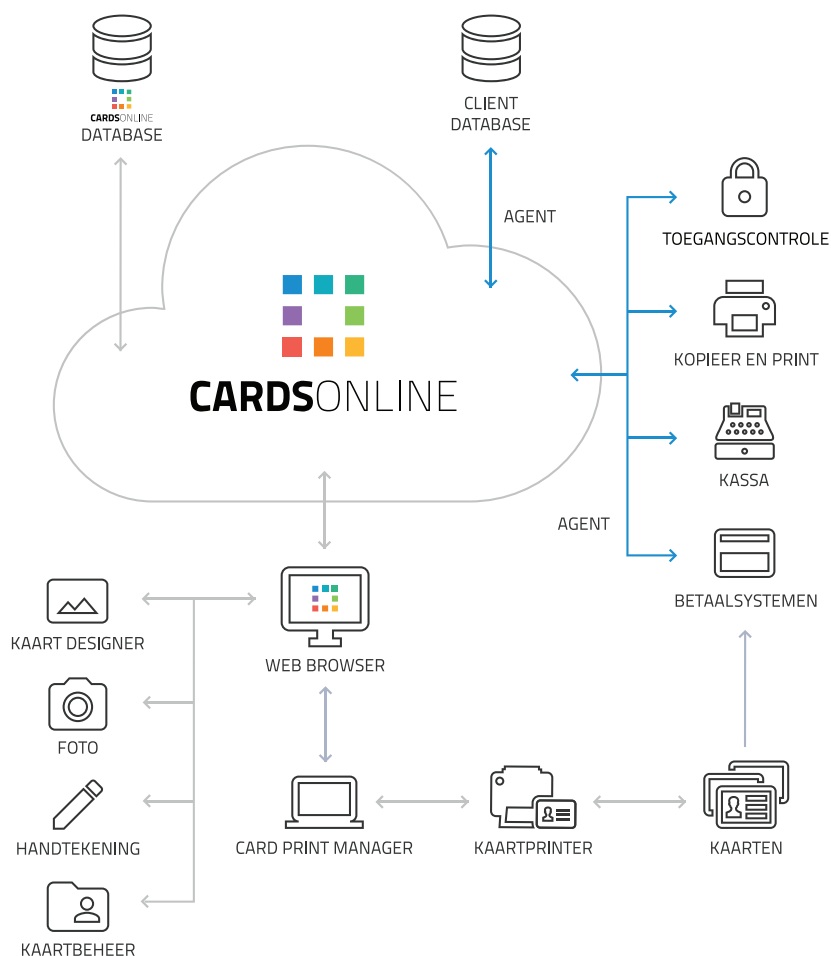 CARDSONLINE
DATABASE
CLIENT
DATABASE
AGENT
TOEGANGSCONTROLE
KOPIEER EN PRINT
CARDSONLINE
KASSA
AGENT
BETAALSYSTEMEN
KAART DESIGNER
WEB BROWSER
FOTO
HANDTEKENING
CARD PRINT MANAGER
KAARTPRINTER
KAARTEN
KAARTBEHEER